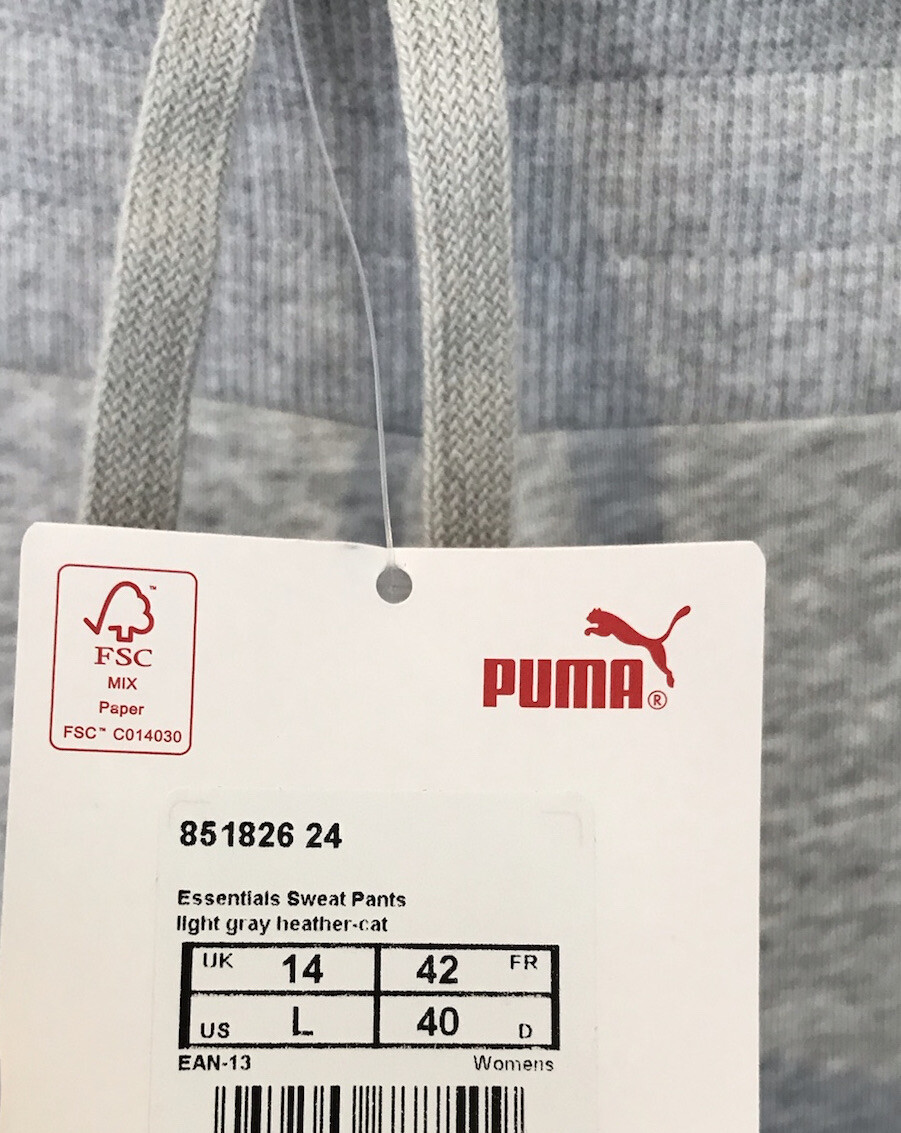 FSC
MIX
Paper
FSC™ C014030
PUMA®
851826 24
Essentials Sweat Pants
light gray heather-cat
UK 14 42 FR
US L 40 D
EAN-13 Womens